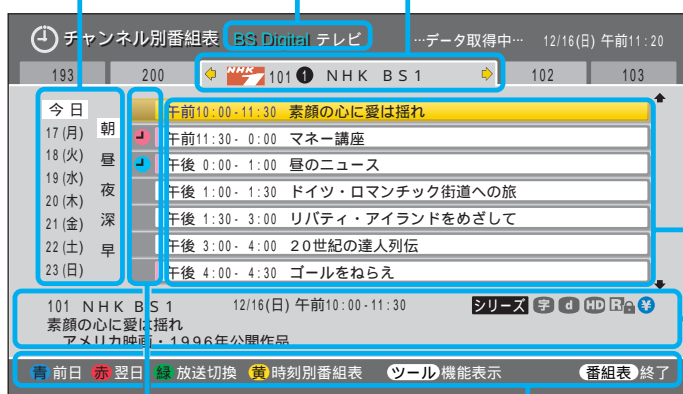 チャンネル別番組表 BS Digital テレビ …データ取得中… 12/16(日) 午前11:20
193 200 101 ❶ NHK BS1 102 103
今日
17(月)
18(火)
19(水)
20(木)
21(金)
22(土)
23(日)
朝
昼
夜
深
早
午前10:00-11:30 素顔の心に愛は揺れ
午前11:30- 0:00 マネー講座
午後 0:00- 1:00 昼のニュース
午後 1:00- 1:30 ドイツ・ロマンチック街道への旅
午後 1:30- 3:00 リバティ・アイランドをめざして
午後 3:00- 4:00 20世紀の達人列伝
午後 4:00- 4:30 ゴールをねらえ
101 NHK BS1 12/16(日) 午前10:00-11:30 シリーズ 字 d HD R ¥
素顔の心に愛は揺れ
アメリカ映画・1996年公開作品
青 前日 赤 翌日 緑 放送切換 黄 時刻別番組表 ツール 機能表示 番組表 終了